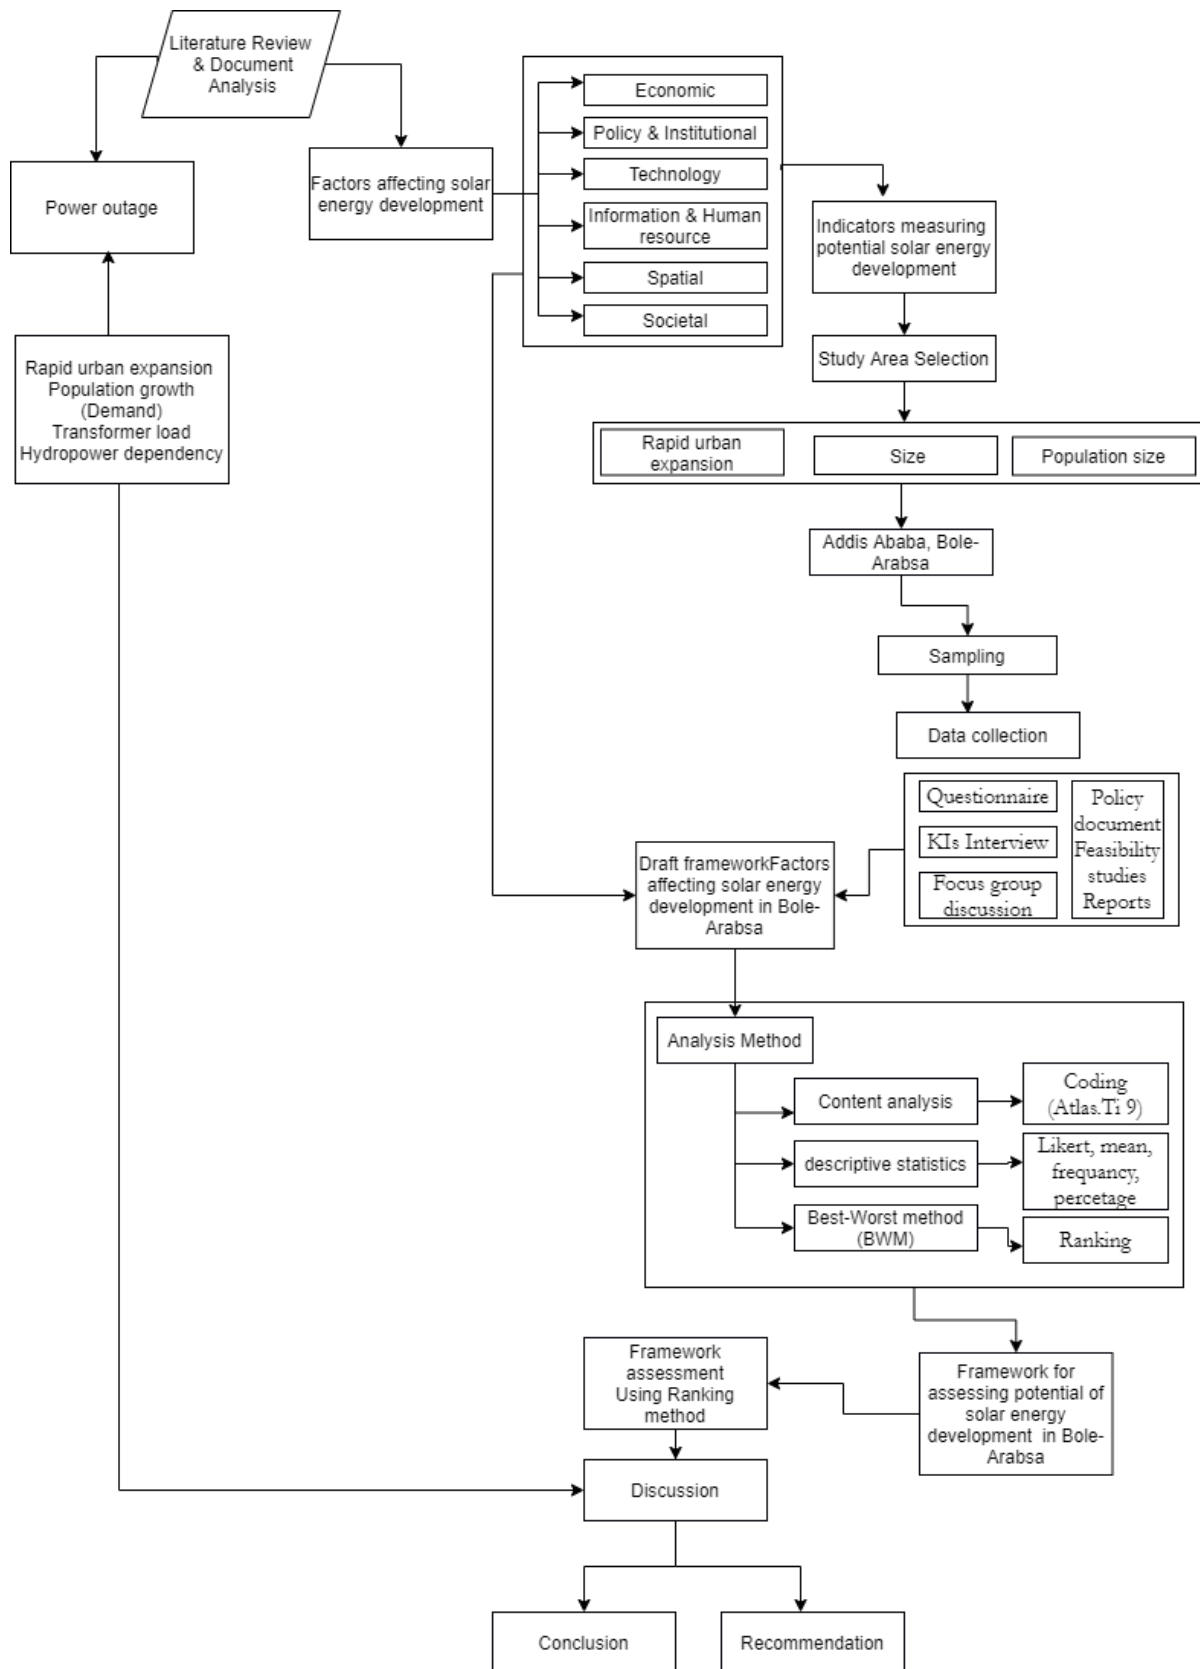 Literature Review
& Document
Analysis
Power outage
Rapid urban expansion
Population growth
(Demand)
Transformer load
Hydropower dependency
Factors affecting solar
energy development
Economic
Policy & Institutional
Technology
Information & Human
resource
Spatial
Societal
Indicators measuring
potential solar energy
development
Study Area Selection
Rapid urban
expansion
Size
Population size
Addis Ababa, Bole-
Arabsa
Sampling
Data collection
Questionnaire
KIs Interview
Focus group
discussion
Policy
document
Feasibility
studies
Reports
Draft frameworkFactors
affecting solar energy
development in Bole-
Arabsa
Analysis Method
Content analysis
Coding
(Atlas.Ti 9)
descriptive statistics
Likert, mean,
frequancy,
percetage
Best-Worst method
(BWM)
Ranking
Framework for
assessing potential of
solar energy
development in Bole-
Arabsa
Framework
assessment
Using Ranking
method
Discussion
Conclusion
Recommendation